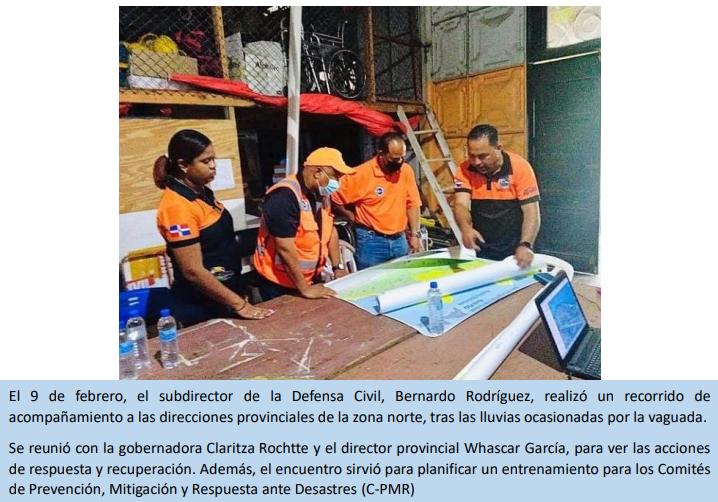 El 9 de febrero, el subdirector de la Defensa Civil, Bernardo Rodríguez, realizó un recorrido de
acompañamiento a las direcciones provinciales de la zona norte, tras las lluvias ocasionadas por la vaguada.
Se reunió con la gobernadora Claritza Rochtte y el director provincial Whascar García, para ver las acciones
de respuesta y recuperación. Además, el encuentro sirvió para planificar un entrenamiento para los Comités
de Prevención, Mitigación y Respuesta ante Desastres (C-PMR)